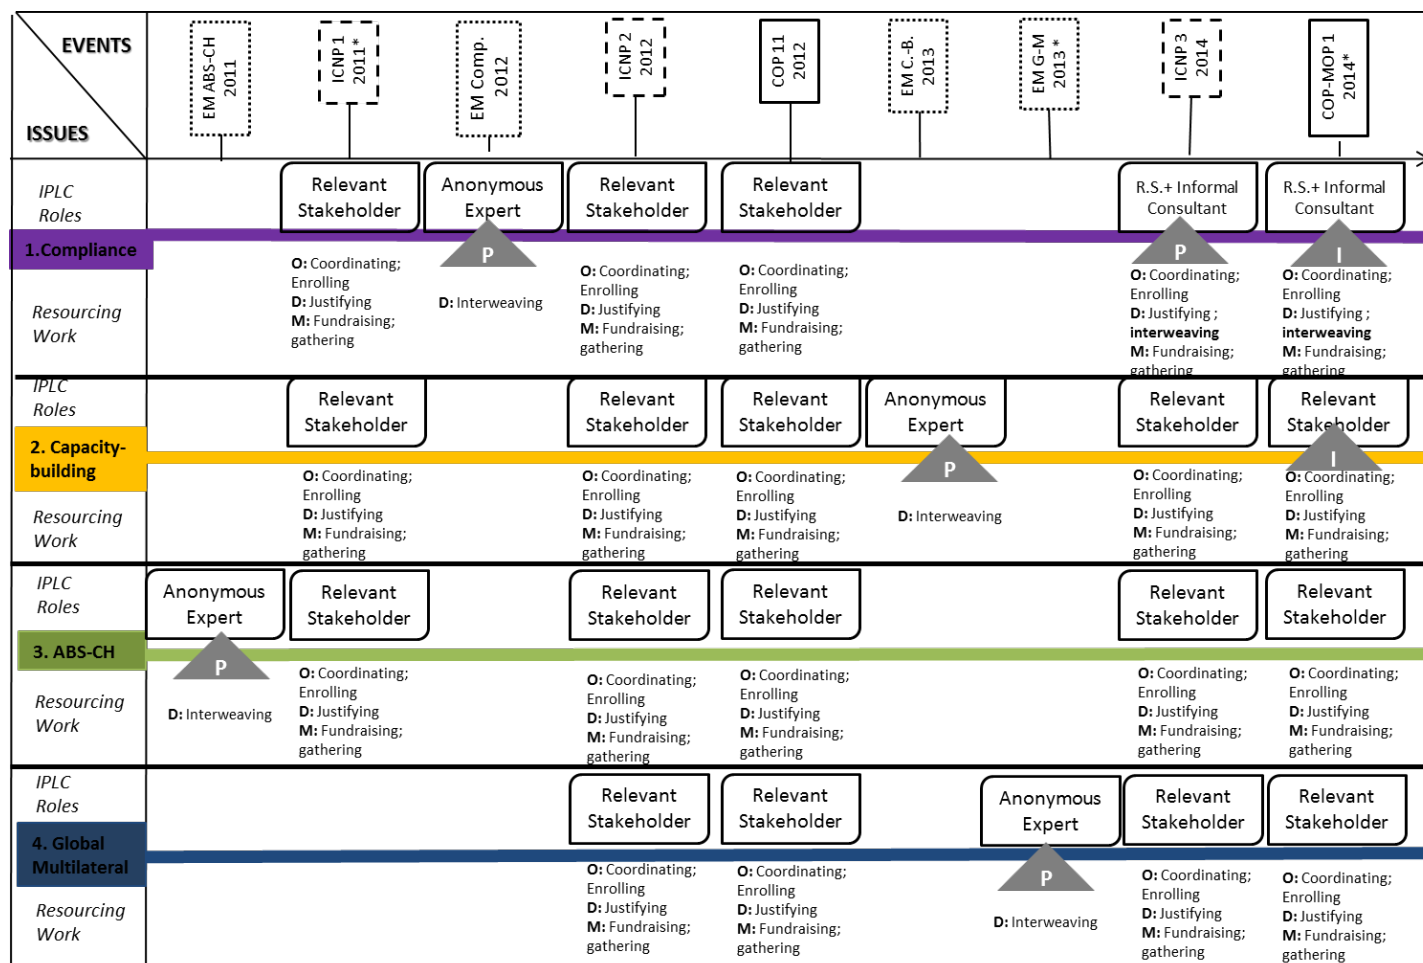 EVENTS
ISSUES
EM ABS-CH
2011
ICNP 1
2011*
EM Comp.
2012
ICNP 2
2012
COP 11
2012
EM C.-B.
2013
EM G-M
2013 *
ICNP 3
2014
COP-MOP 1
2014*
IPLC
Roles
Relevant
Stakeholder
Anonymous
Expert
Relevant
Stakeholder
Relevant
Stakeholder
R.S.+ Informal
Consultant
R.S.+ Informal
Consultant
1.Compliance
P
P
I
Resourcing
Work
O: Coordinating;
Enrolling
D: Justifying
M: Fundraising;
gathering
D: Interweaving
O: Coordinating;
Enrolling
D: Justifying
M: Fundraising;
gathering
O: Coordinating;
Enrolling
D: Justifying
M: Fundraising;
gathering
O: Coordinating;
Enrolling
D: Justifying ;
interweaving
M: Fundraising;
gathering
O: Coordinating;
Enrolling
D: Justifying ;
interweaving
M: Fundraising;
gathering
IPLC
Roles
Relevant
Stakeholder
Relevant
Stakeholder
Relevant
Stakeholder
Anonymous
Expert
Relevant
Stakeholder
Relevant
Stakeholder
2. Capacity-
building
P
I
Resourcing
Work
O: Coordinating;
Enrolling
D: Justifying
M: Fundraising;
gathering
O: Coordinating;
Enrolling
D: Justifying
M: Fundraising;
gathering
O: Coordinating;
Enrolling
D: Justifying
M: Fundraising;
gathering
D: Interweaving
O: Coordinating;
Enrolling
D: Justifying
M: Fundraising;
gathering
O: Coordinating;
Enrolling
D: Justifying
M: Fundraising;
gathering
IPLC
Roles
Anonymous
Expert
Relevant
Stakeholder
Relevant
Stakeholder
Relevant
Stakeholder
Relevant
Stakeholder
Relevant
Stakeholder
3. ABS-CH
P
Resourcing
Work
D: Interweaving
O: Coordinating;
Enrolling
D: Justifying
M: Fundraising;
gathering
O: Coordinating;
Enrolling
D: Justifying
M: Fundraising;
gathering
O: Coordinating;
Enrolling
D: Justifying
M: Fundraising;
gathering
O: Coordinating;
Enrolling
D: Justifying
M: Fundraising;
gathering
O: Coordinating;
Enrolling
D: Justifying
M: Fundraising;
gathering
IPLC
Roles
Relevant
Stakeholder
Relevant
Stakeholder
Anonymous
Expert
Relevant
Stakeholder
Relevant
Stakeholder
4. Global
Multilateral
P
Resourcing
Work
O: Coordinating;
Enrolling
D: Justifying
M: Fundraising;
gathering
O: Coordinating;
Enrolling
D: Justifying
M: Fundraising;
gathering
D: Interweaving
O: Coordinating;
Enrolling
D: Justifying
M: Fundraising;
gathering
O: Coordinating;
Enrolling
D: Justifying
M: Fundraising;
gathering